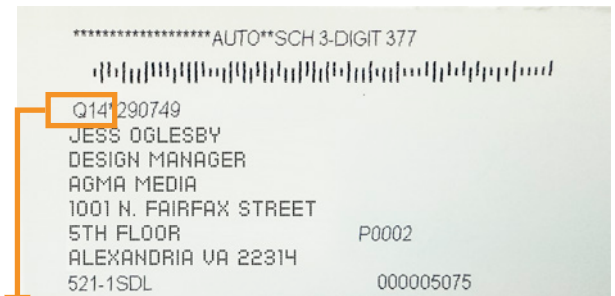 *******************AUTO**SCH 3-DIGIT 377
Q14*290749
JESS OGLESBY
DESIGN MANAGER
AGMA MEDIA
1001 N. FAIRFAX STREET
5TH FLOOR P0002
ALEXANDRIA VA 22314
521-1SDL 000005075